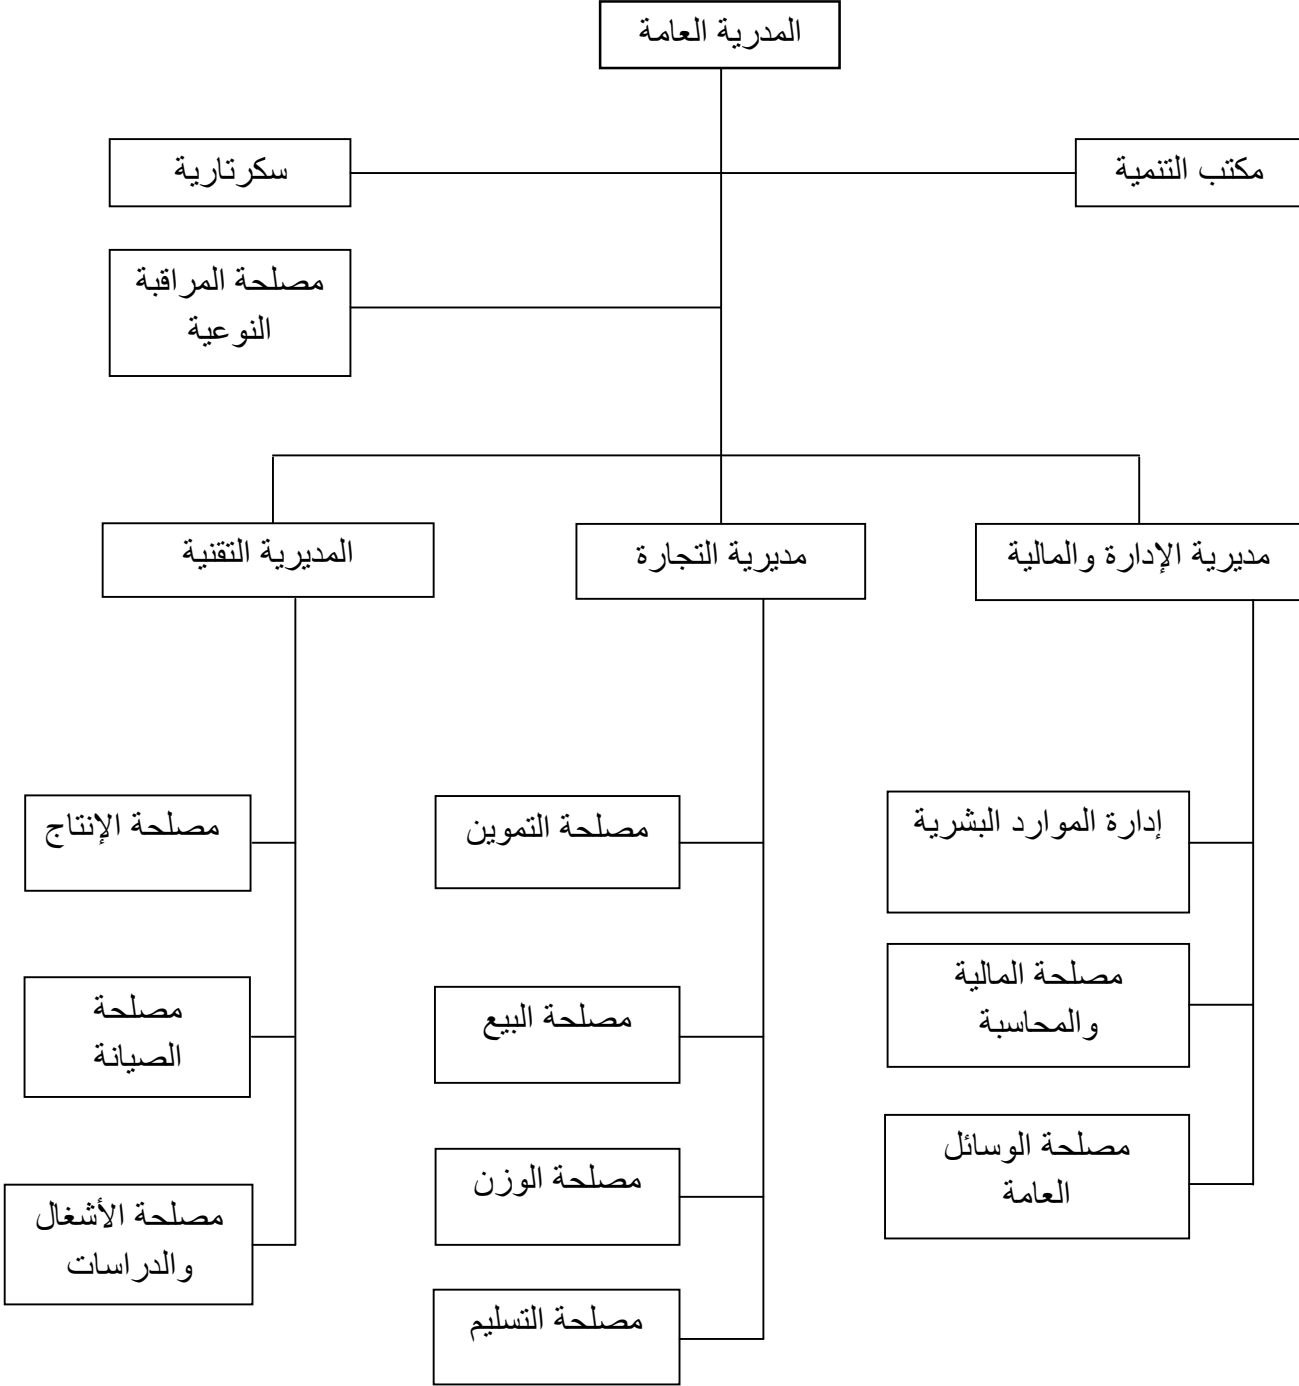 المدرية العامة
مكتب التنمية
سكرتارية
مصلحة المراقبة
النوعية
مديرية الإدارة والمالية
مديرية التجارة
المديرية التقنية
إدارة الموارد البشرية
مصلحة المالية
والمحاسبة
مصلحة الوسائل
العامة
مصلحة التموين
مصلحة البيع
مصلحة الوزن
مصلحة التسليم
مصلحة الإنتاج
مصلحة
الصيانة
مصلحة الأشغال
والدراسات